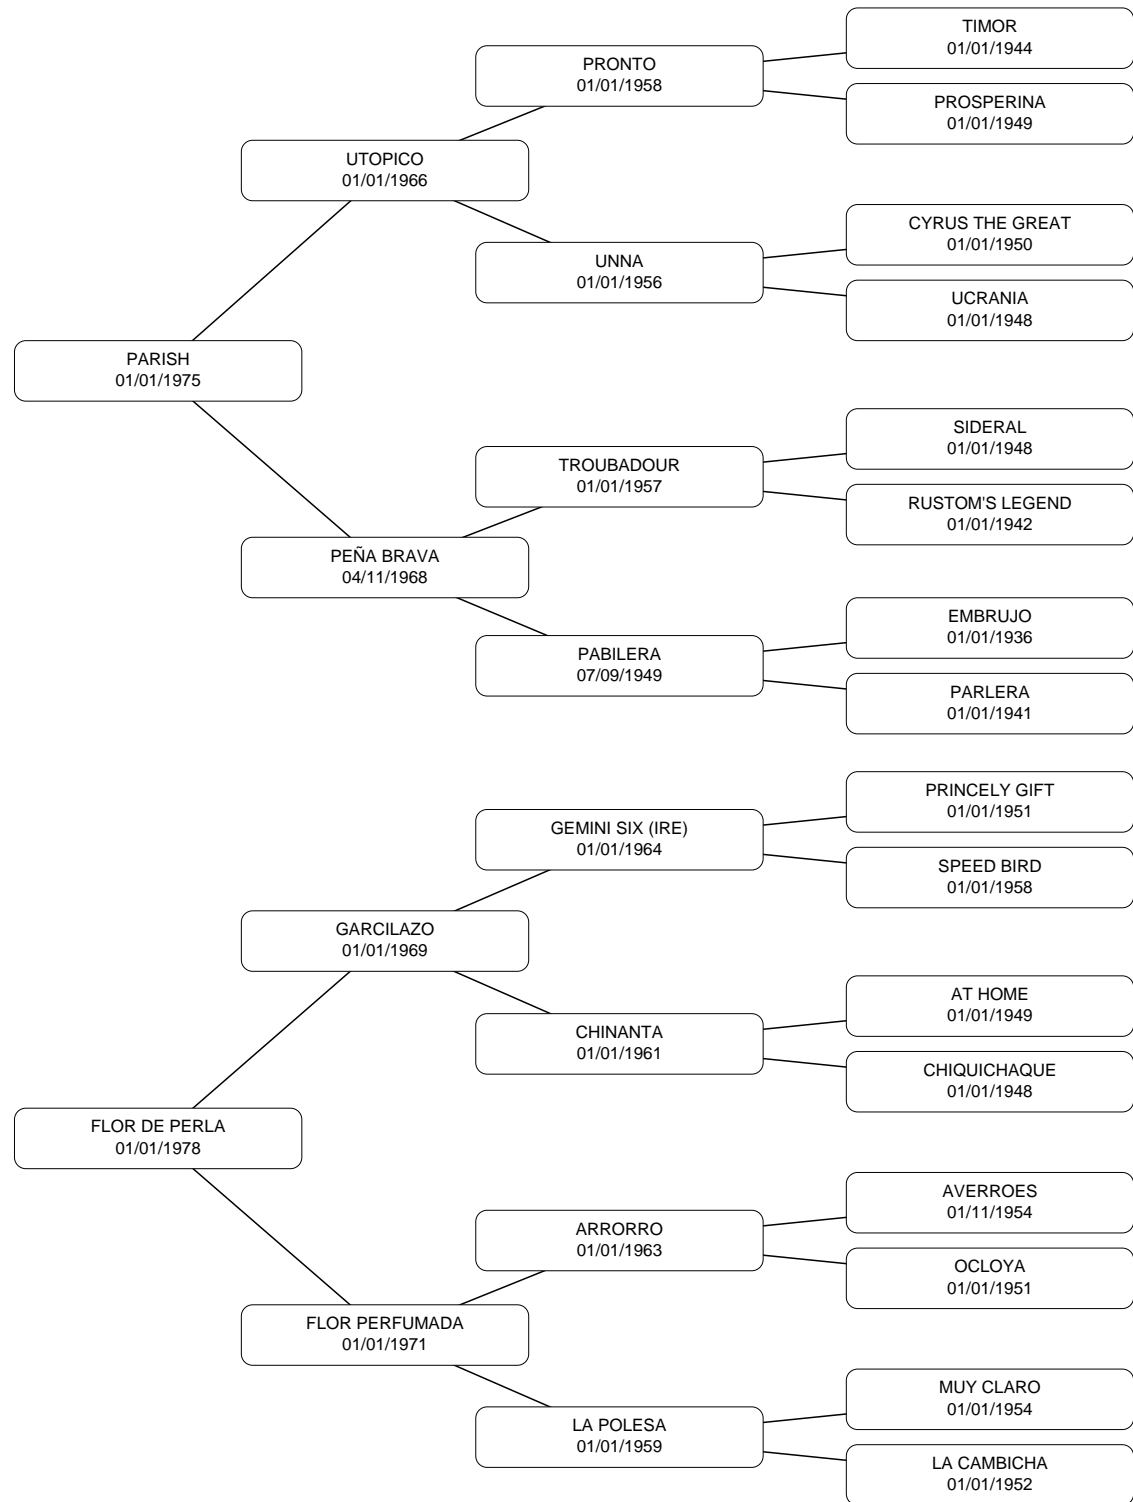 TIMOR
01/01/1944
PRONTO
01/01/1958
PROSPERINA
01/01/1949
UTOPICO
01/01/1966
CYRUS THE GREAT
01/01/1950
UNNA
01/01/1956
UCRANIA
01/01/1948
PARISH
01/01/1975
SIDERAL
01/01/1948
TROUBADOUR
01/01/1957
RUSTOM'S LEGEND
01/01/1942
PEÑA BRAVA
04/11/1968
EMBRUJO
01/01/1936
PABILERA
07/09/1949
PARLERA
01/01/1941
PRINCELY GIFT
01/01/1951
GEMINI SIX (IRE)
01/01/1964
SPEED BIRD
01/01/1958
GARCILAZO
01/01/1969
AT HOME
01/01/1949
CHINANTA
01/01/1961
CHIQUICHAQUE
01/01/1948
FLOR DE PERLA
01/01/1978
AVERROES
01/11/1954
ARRORRO
01/01/1963
OCLOYA
01/01/1951
FLOR PERFUMADA
01/01/1971
MUY CLARO
01/01/1954
LA POLESA
01/01/1959
LA CAMBICHA
01/01/1952